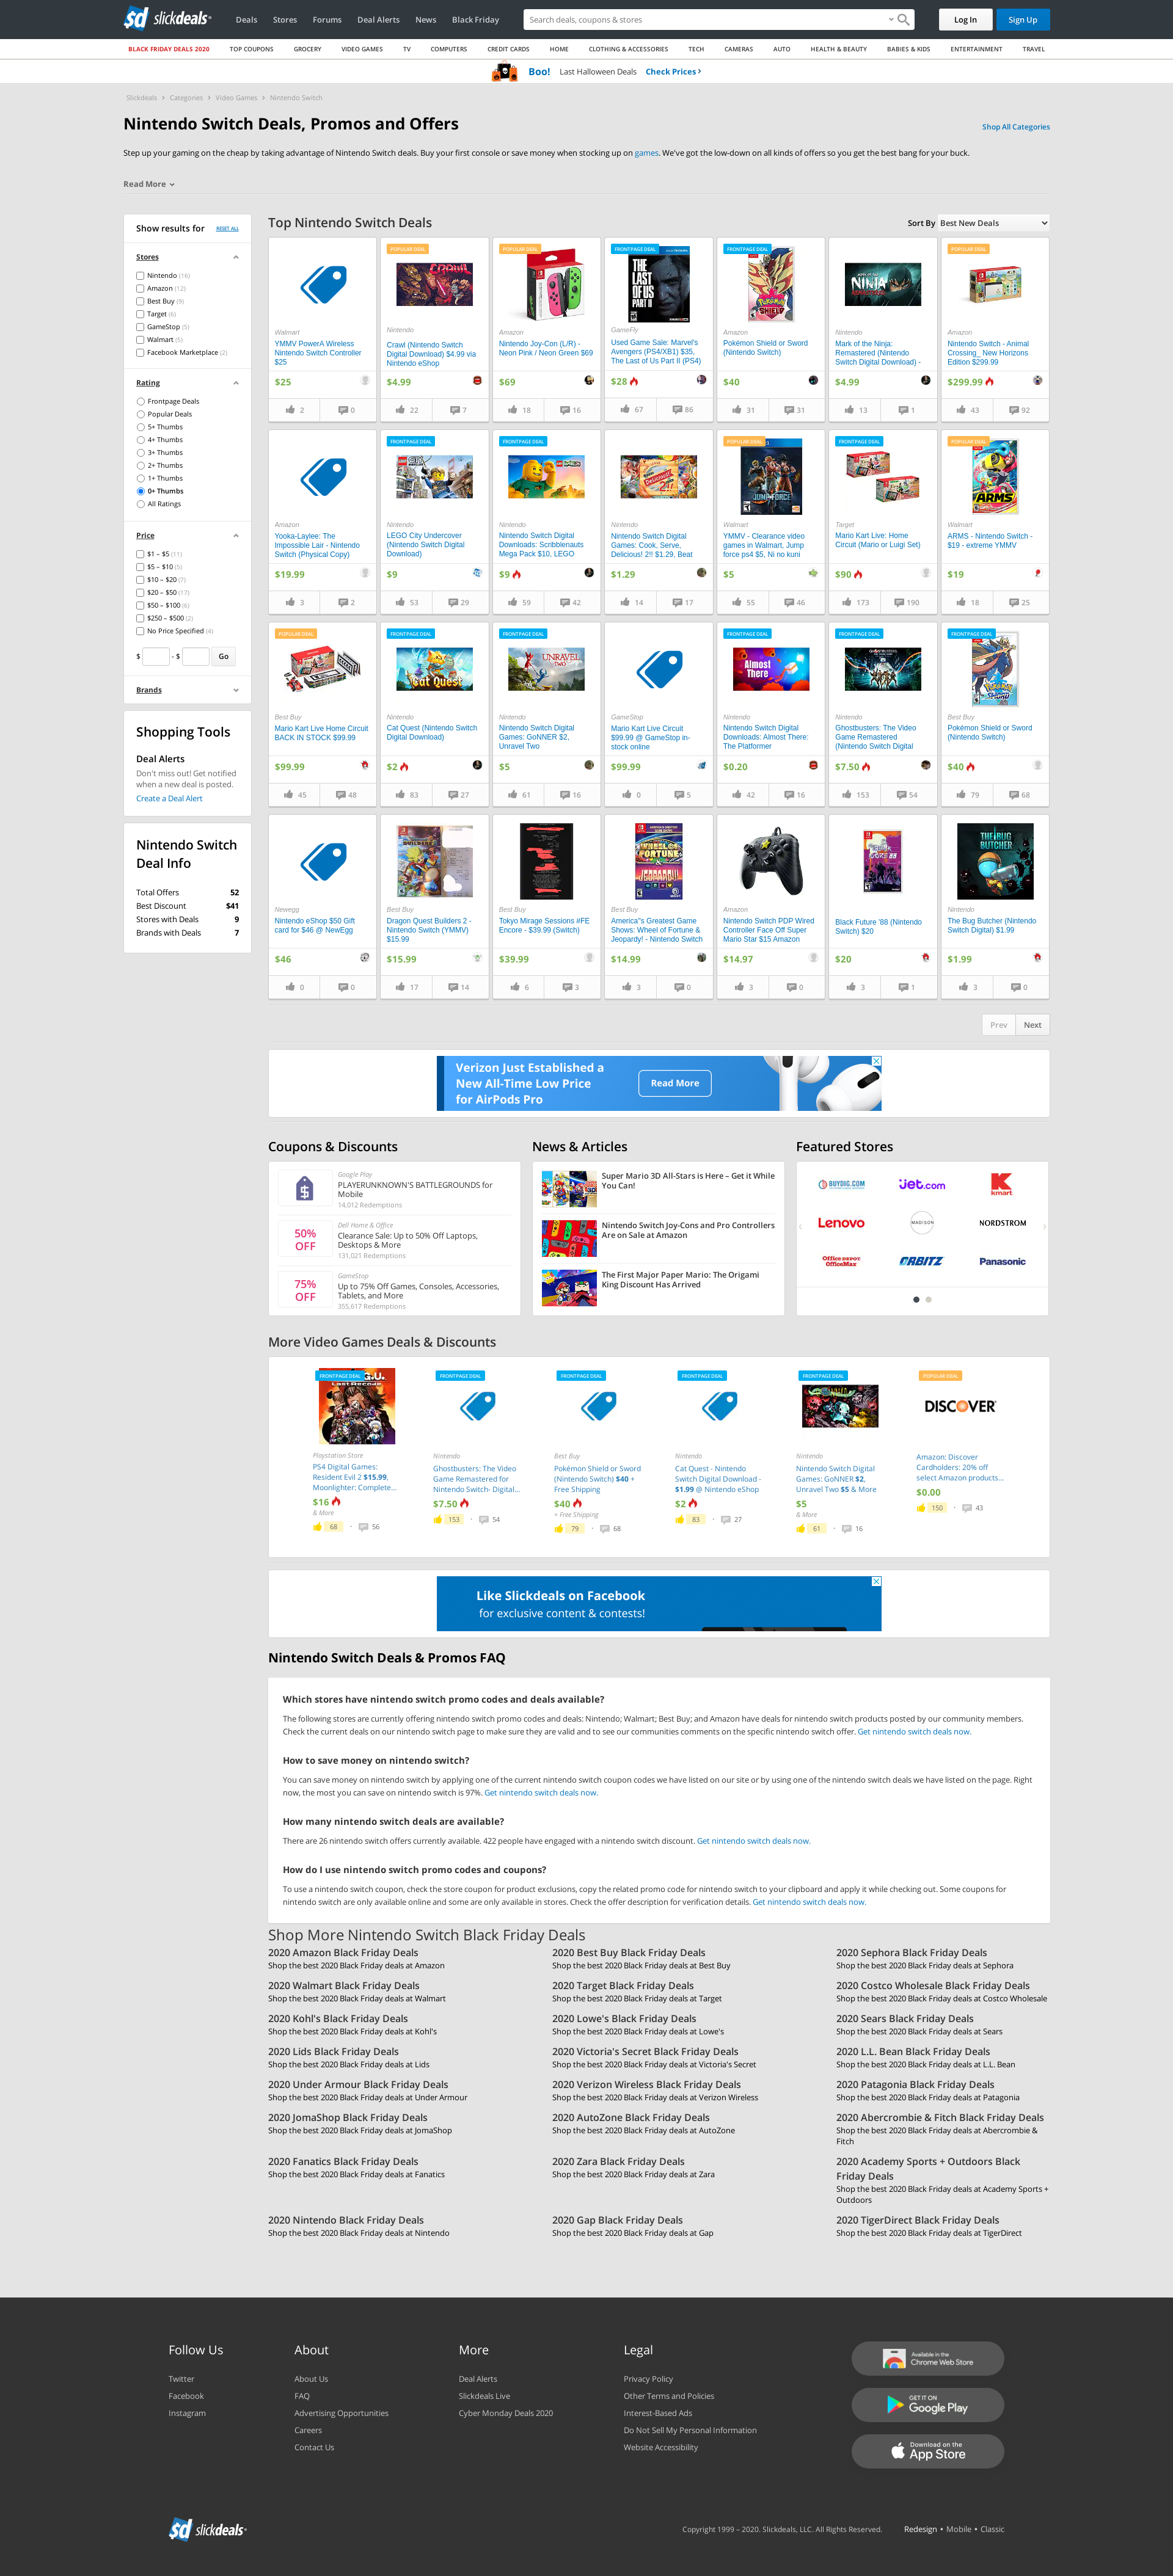 slickdeals
Deals Stores Forums Deal Alerts News Black Friday
Search deals, coupons & stores
Log In
Sign Up
BLACK FRIDAY DEALS 2020 TOP COUPONS GROCERY VIDEO GAMES TV COMPUTERS CREDIT CARDS HOME CLOTHING & ACCESSORIES TECH CAMERAS AUTO HEALTH & BEAUTY BABIES & KIDS ENTERTAINMENT TRAVEL
Boo! Last Halloween Deals Check Prices
Slickdeals Categories Video Games Nintendo Switch
Nintendo Switch Deals, Promos and Offers
Shop All Categories
Step up your gaming on the cheap by taking advantage of Nintendo Switch deals. Buy your first console or save money when stocking up on games. We've got the low-down on all kinds of offers so you get the best bang for your buck.
Read More
Show results for RESET ALL
Stores
Nintendo (16)
Amazon (12)
Best Buy (9)
Target (6)
GameStop (5)
Walmart (5)
Facebook Marketplace (2)
Rating
Frontpage Deals
Popular Deals
5+ Thumbs
4+ Thumbs
3+ Thumbs
2+ Thumbs
1+ Thumbs
0+ Thumbs
All Ratings
Price
$1 – $5 (11)
$5 – $10 (5)
$10 – $20 (7)
$20 – $50 (17)
$50 – $100 (6)
$250 – $500 (2)
No Price Specified (4)
$ - $ Go
Brands
Shopping Tools
Deal Alerts
Don't miss out! Get notified
when a new deal is posted.
Create a Deal Alert
Nintendo Switch
Deal Info
Total Offers 52
Best Discount $41
Stores with Deals 9
Brands with Deals 7
Top Nintendo Switch Deals
Sort By Best New Deals
Walmart
YMMV PowerA Wireless
Nintendo Switch Controller
$25
$25
2 0
POPULAR DEAL
Nintendo
Crawl (Nintendo Switch
Digital Download) $4.99 via
Nintendo eShop
$4.99
22 7
POPULAR DEAL
Amazon
Nintendo Joy-Con (L/R) -
Neon Pink / Neon Green $69
$69
18 16
FRONTPAGE DEAL
THE LAST OF US PART II
GameFly
Used Game Sale: Marvel's
Avengers (PS4/XB1) $35,
The Last of Us Part II (PS4)
$28
67 86
FRONTPAGE DEAL
Amazon
Pokémon Shield or Sword
(Nintendo Switch)
$40
31 31
Nintendo
Mark of the Ninja:
Remastered (Nintendo
Switch Digital Download) -
$4.99
13 1
POPULAR DEAL
Amazon
Nintendo Switch - Animal
Crossing_ New Horizons
Edition $299.99
$299.99
43 92
Amazon
Yooka-Laylee: The
Impossible Lair - Nintendo
Switch (Physical Copy)
$19.99
3 2
FRONTPAGE DEAL
Nintendo
LEGO City Undercover
(Nintendo Switch Digital
Download)
$9
53 29
FRONTPAGE DEAL
Nintendo
Nintendo Switch Digital
Downloads: Scribblenauts
Mega Pack $10, LEGO
$9
59 42
Nintendo
Nintendo Switch Digital
Games: Cook, Serve,
Delicious! 2!! $1.29, Beat
$1.29
14 17
POPULAR DEAL
JUMP FORCE
Walmart
YMMV - Clearance video
games in Walmart, Jump
force ps4 $5, Ni no kuni
$5
55 46
FRONTPAGE DEAL
Target
Mario Kart Live: Home
Circuit (Mario or Luigi Set)
$90
173 190
POPULAR DEAL
ARMS
Walmart
ARMS - Nintendo Switch -
$19 - extreme YMMV
$19
18 25
POPULAR DEAL
Best Buy
Mario Kart Live Home Circuit
BACK IN STOCK $99.99
$99.99
45 48
FRONTPAGE DEAL
Cat Quest
Nintendo
Cat Quest (Nintendo Switch
Digital Download)
$2
83 27
FRONTPAGE DEAL
UNRAVEL TWO
Nintendo
Nintendo Switch Digital
Games: GoNNER $2,
Unravel Two
$5
61 16
GameStop
Mario Kart Live Circuit
$99.99 @ GameStop in-
stock online
$99.99
0 5
FRONTPAGE DEAL
Almost There
Nintendo
Nintendo Switch Digital
Downloads: Almost There:
The Platformer
$0.20
42 16
FRONTPAGE DEAL
Nintendo
Ghostbusters: The Video
Game Remastered
(Nintendo Switch Digital
$7.50
153 54
FRONTPAGE DEAL
Best Buy
Pokémon Shield or Sword
(Nintendo Switch)
$40
79 68
Newegg
Nintendo eShop $50 Gift
card for $46 @ NewEgg
$46
0 0
Best Buy
Dragon Quest Builders 2 -
Nintendo Switch (YMMV)
$15.99
$15.99
17 14
Best Buy
Tokyo Mirage Sessions #FE
Encore - $39.99 (Switch)
$39.99
6 3
WHEEL OF FORTUNE & JEOPARDY!
Best Buy
America"s Greatest Game
Shows: Wheel of Fortune &
Jeopardy! - Nintendo Switch
$14.99
3 0
Amazon
Nintendo Switch PDP Wired
Controller Face Off Super
Mario Star $15 Amazon
$14.97
3 0
Black Future '88 (Nintendo
Switch) $20
$20
3 1
THE BUG BUTCHER
Nintendo
The Bug Butcher (Nintendo
Switch Digital) $1.99
$1.99
3 0
Prev Next
Verizon Just Established a
New All-Time Low Price
for AirPods Pro
Read More
Coupons & Discounts
Google Play
PLAYERUNKNOWN'S BATTLEGROUNDS for
Mobile
14,012 Redemptions
50% OFF
Dell Home & Office
Clearance Sale: Up to 50% Off Laptops,
Desktops & More
131,021 Redemptions
75% OFF
GameStop
Up to 75% Off Games, Consoles, Accessories,
Tablets, and More
355,617 Redemptions
News & Articles
Super Mario 3D All-Stars is Here – Get it While
You Can!
Nintendo Switch Joy-Cons and Pro Controllers
Are on Sale at Amazon
The First Major Paper Mario: The Origami
King Discount Has Arrived
Featured Stores
BUYDIG.COM jet.com kmart
Lenovo MADISON NORDSTROM
Office DEPOT OfficeMax ORBITZ Panasonic
More Video Games Deals & Discounts
FRONTPAGE DEAL
Playstation Store
PS4 Digital Games:
Resident Evil 2 $15.99,
Moonlighter: Complete...
$16
& More
68 56
FRONTPAGE DEAL
Nintendo
Ghostbusters: The Video
Game Remastered for
Nintendo Switch- Digital...
$7.50
153 54
FRONTPAGE DEAL
Best Buy
Pokémon Shield or Sword
(Nintendo Switch) $40 +
Free Shipping
$40
+ Free Shipping
79 68
FRONTPAGE DEAL
Nintendo
Cat Quest - Nintendo
Switch Digital Download -
$1.99 @ Nintendo eShop
$2
83 27
FRONTPAGE DEAL
Nintendo
Nintendo Switch Digital
Games: GoNNER $2,
Unravel Two $5 & More
$5
& More
61 16
POPULAR DEAL
DISCOVER
Amazon: Discover
Cardholders: 20% off
select Amazon products...
$0.00
150 43
Like Slickdeals on Facebook
for exclusive content & contests!
Nintendo Switch Deals & Promos FAQ
Which stores have nintendo switch promo codes and deals available?
The following stores are currently offering nintendo switch promo codes and deals: Nintendo; Walmart; Best Buy; and Amazon have deals for nintendo switch products posted by our community members.
Check the current deals on our nintendo switch page to make sure they are valid and to see our communities comments on the specific nintendo switch offer. Get nintendo switch deals now.
How to save money on nintendo switch?
You can save money on nintendo switch by applying one of the current nintendo switch coupon codes we have listed on our site or by using one of the nintendo switch deals we have listed on the page. Right
now, the most you can save on nintendo switch is 97%. Get nintendo switch deals now.
How many nintendo switch deals are available?
There are 26 nintendo switch offers currently available. 422 people have engaged with a nintendo switch discount. Get nintendo switch deals now.
How do I use nintendo switch promo codes and coupons?
To use a nintendo switch coupon, check the store coupon for product exclusions, copy the related promo code for nintendo switch to your clipboard and apply it while checking out. Some coupons for
nintendo switch are only available online and some are only available in stores. Check the offer description for verification details. Get nintendo switch deals now.
Shop More Nintendo Switch Black Friday Deals
2020 Amazon Black Friday Deals
Shop the best 2020 Black Friday deals at Amazon
2020 Best Buy Black Friday Deals
Shop the best 2020 Black Friday deals at Best Buy
2020 Sephora Black Friday Deals
Shop the best 2020 Black Friday deals at Sephora
2020 Walmart Black Friday Deals
Shop the best 2020 Black Friday deals at Walmart
2020 Target Black Friday Deals
Shop the best 2020 Black Friday deals at Target
2020 Costco Wholesale Black Friday Deals
Shop the best 2020 Black Friday deals at Costco Wholesale
2020 Kohl's Black Friday Deals
Shop the best 2020 Black Friday deals at Kohl's
2020 Lowe's Black Friday Deals
Shop the best 2020 Black Friday deals at Lowe's
2020 Sears Black Friday Deals
Shop the best 2020 Black Friday deals at Sears
2020 Lids Black Friday Deals
Shop the best 2020 Black Friday deals at Lids
2020 Victoria's Secret Black Friday Deals
Shop the best 2020 Black Friday deals at Victoria's Secret
2020 L.L. Bean Black Friday Deals
Shop the best 2020 Black Friday deals at L.L. Bean
2020 Under Armour Black Friday Deals
Shop the best 2020 Black Friday deals at Under Armour
2020 Verizon Wireless Black Friday Deals
Shop the best 2020 Black Friday deals at Verizon Wireless
2020 Patagonia Black Friday Deals
Shop the best 2020 Black Friday deals at Patagonia
2020 JomaShop Black Friday Deals
Shop the best 2020 Black Friday deals at JomaShop
2020 AutoZone Black Friday Deals
Shop the best 2020 Black Friday deals at AutoZone
2020 Abercrombie & Fitch Black Friday Deals
Shop the best 2020 Black Friday deals at Abercrombie &
Fitch
2020 Fanatics Black Friday Deals
Shop the best 2020 Black Friday deals at Fanatics
2020 Zara Black Friday Deals
Shop the best 2020 Black Friday deals at Zara
2020 Academy Sports + Outdoors Black
Friday Deals
Shop the best 2020 Black Friday deals at Academy Sports +
Outdoors
2020 Nintendo Black Friday Deals
Shop the best 2020 Black Friday deals at Nintendo
2020 Gap Black Friday Deals
Shop the best 2020 Black Friday deals at Gap
2020 TigerDirect Black Friday Deals
Shop the best 2020 Black Friday deals at TigerDirect
Follow Us
Twitter
Facebook
Instagram
About
About Us
FAQ
Advertising Opportunities
Careers
Contact Us
More
Deal Alerts
Slickdeals Live
Cyber Monday Deals 2020
Legal
Privacy Policy
Other Terms and Policies
Interest-Based Ads
Do Not Sell My Personal Information
Website Accessibility
Available in the
Chrome Web Store
GET IT ON
Google Play
Download on the
App Store
slickdeals
Copyright 1999 – 2020. Slickdeals, LLC. All Rights Reserved. Redesign • Mobile • Classic